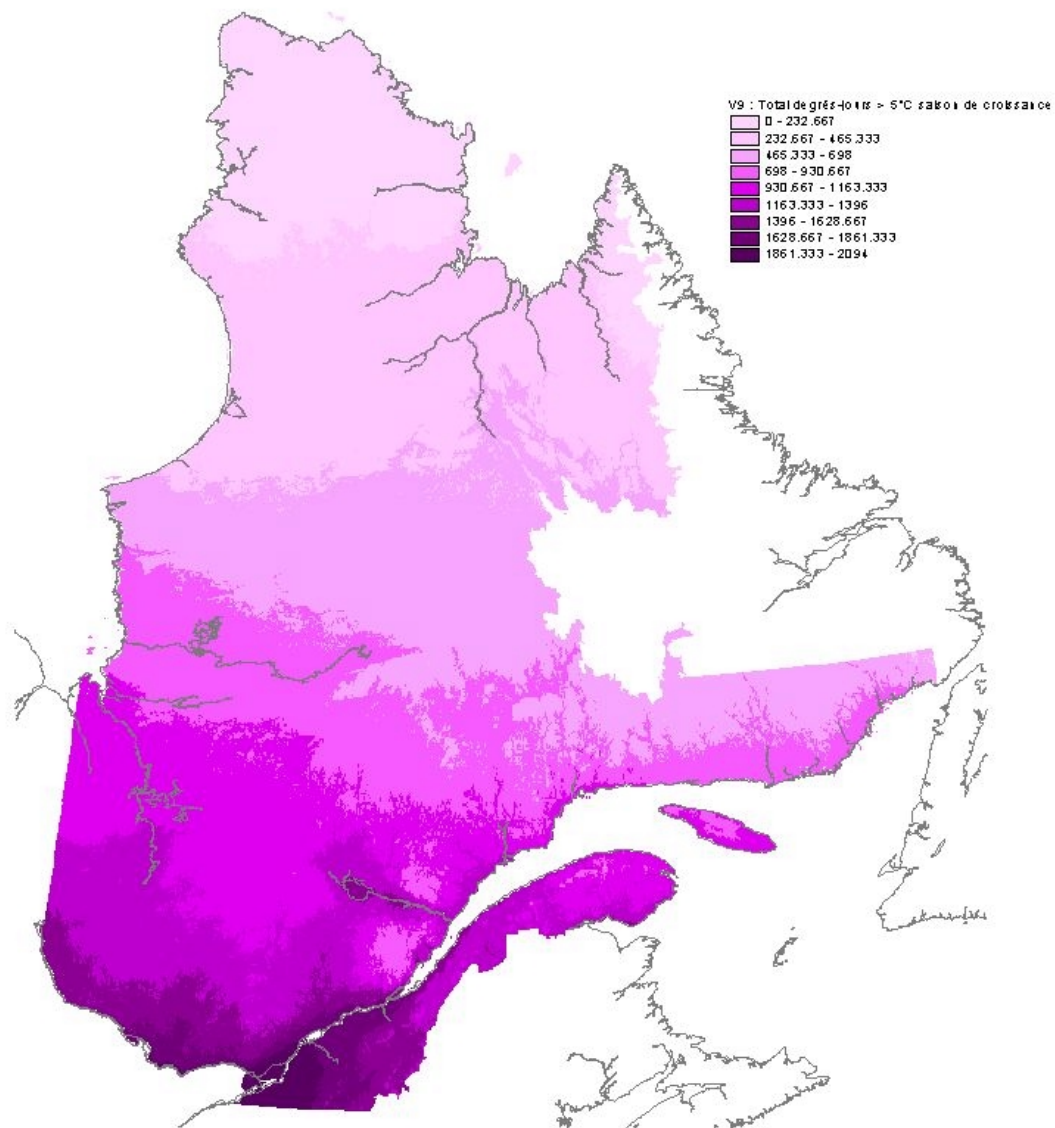 V9 : Total degrés-jours > 5°C saison de croissance
0 - 232.667
232.667 - 465.333
465.333 - 698
698 - 930.667
930.667 - 1163.333
1163.333 - 1396
1396 - 1628.667
1628.667 - 1861.333
1861.333 - 2094